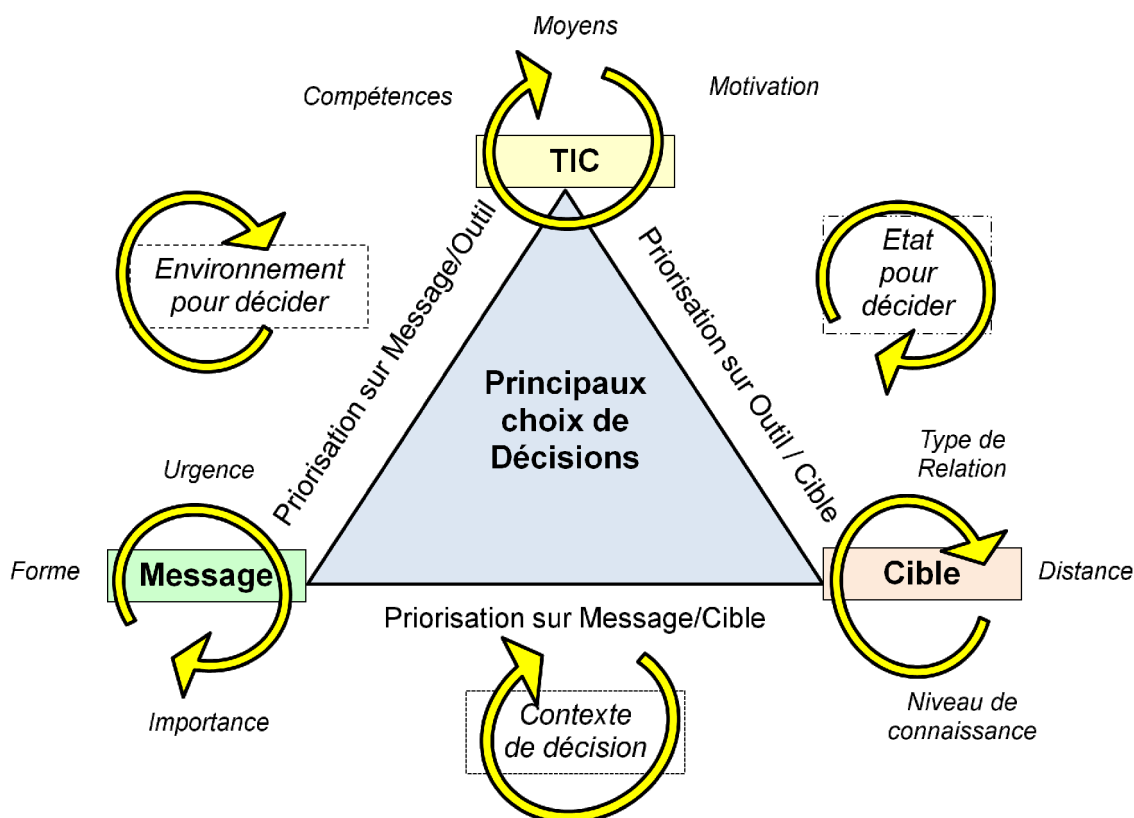 Moyens
Compétences
Motivation
TIC
Priorisation sur Message/Outil
Priorisation sur Outil / Cible
Environnement
pour décider
Etat
pour
décider
Principaux
choix de
Décisions
Urgence
Type de
Relation
Forme
Message
Cible
Distance
Priorisation sur Message/Cible
Importance
Contexte
de décision
Niveau de
connaissance